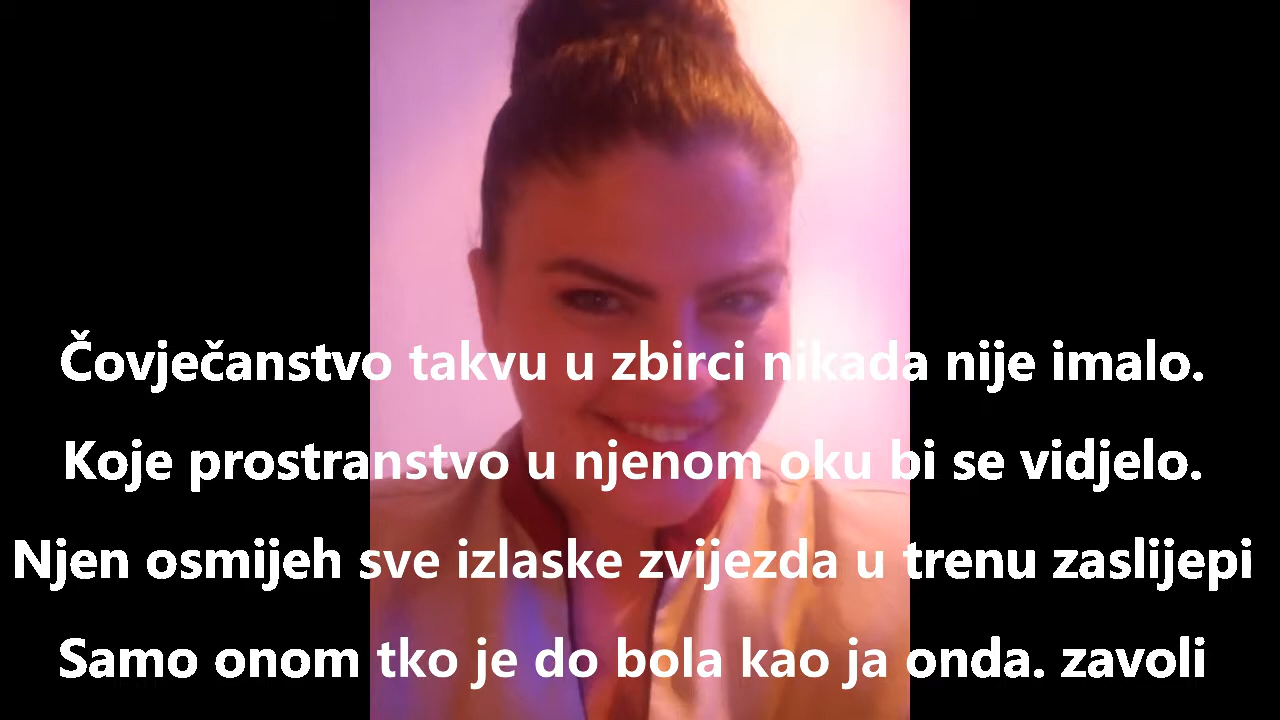 Čovječanstvo takvu u zbirci nikada nije imalo.
Koje prostranstvo u njenom oku bi se vidjelo.
Njen osmijeh sve izlaske zvijezda u trenu zaslijepi
Samo onom tko je do bola kao ja onda. zavoli